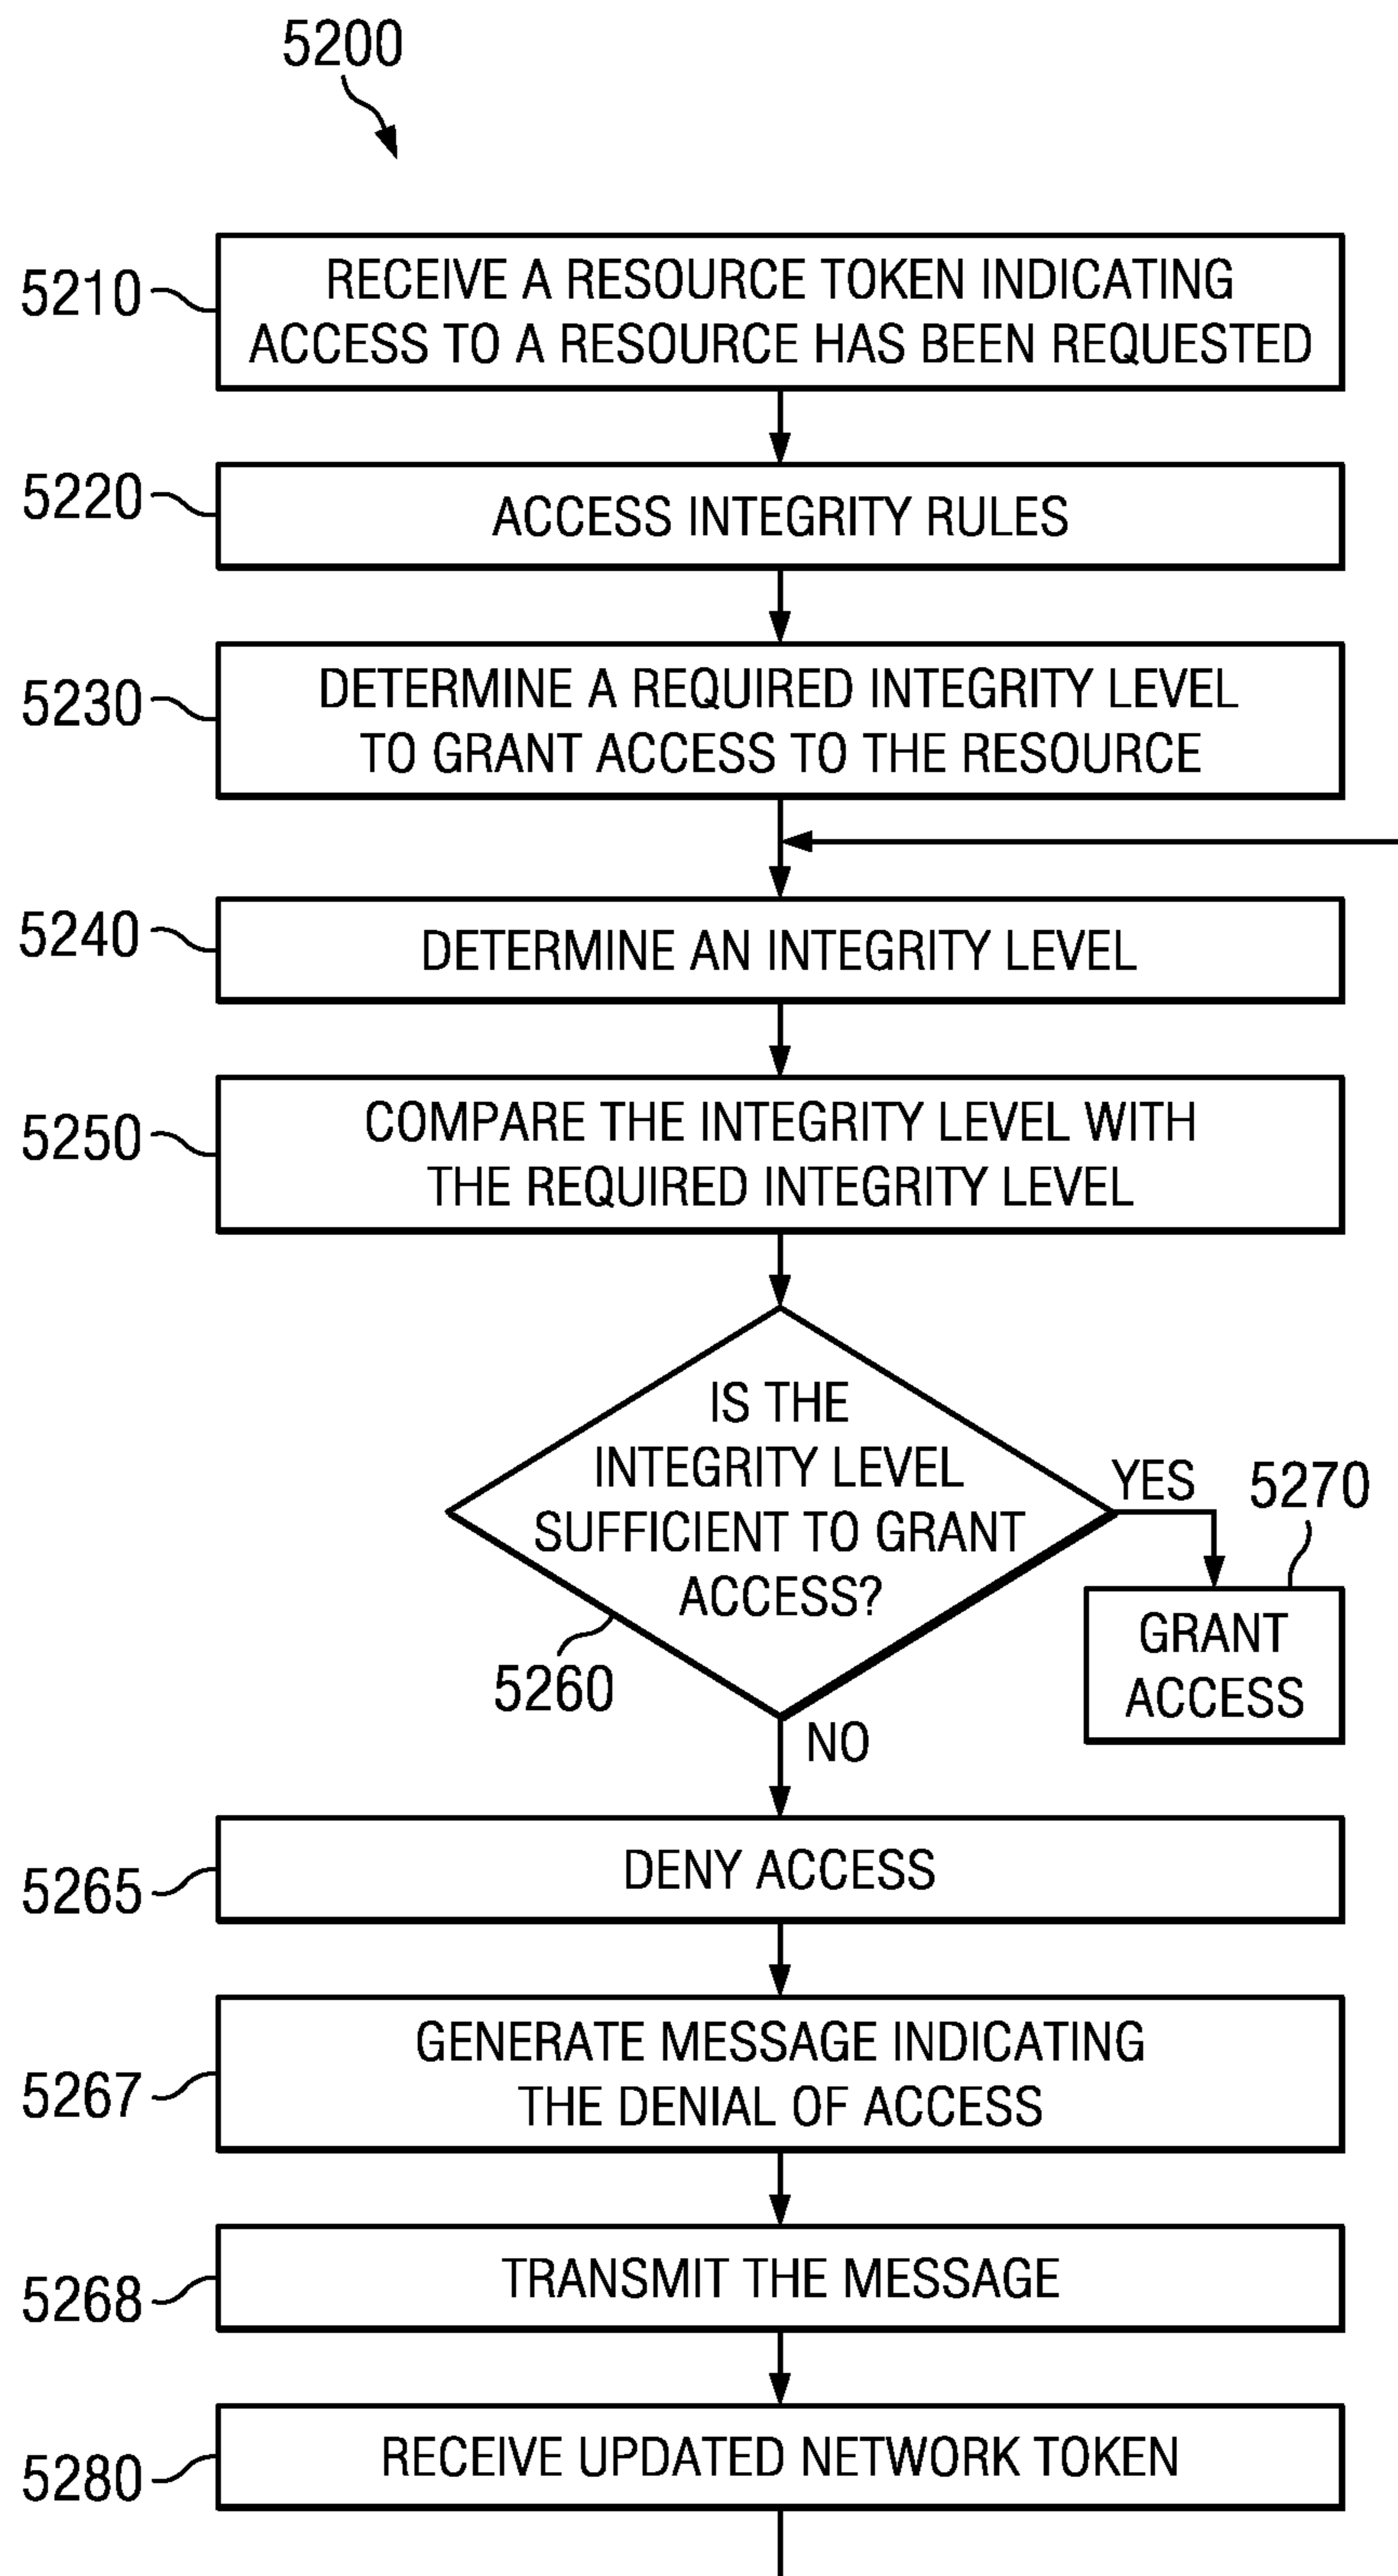 5200
5210
RECEIVE A RESOURCE TOKEN INDICATING
ACCESS TO A RESOURCE HAS BEEN REQUESTED
5220
ACCESS INTEGRITY RULES
5230
DETERMINE A REQUIRED INTEGRITY LEVEL
TO GRANT ACCESS TO THE RESOURCE
5240
DETERMINE AN INTEGRITY LEVEL
5250
COMPARE THE INTEGRITY LEVEL WITH
THE REQUIRED INTEGRITY LEVEL
IS THE
INTEGRITY LEVEL
SUFFICIENT TO GRANT
ACCESS?
5260
YES
5270
GRANT
ACCESS
NO
5265
DENY ACCESS
5267
GENERATE MESSAGE INDICATING
THE DENIAL OF ACCESS
5268
TRANSMIT THE MESSAGE
5280
RECEIVE UPDATED NETWORK TOKEN